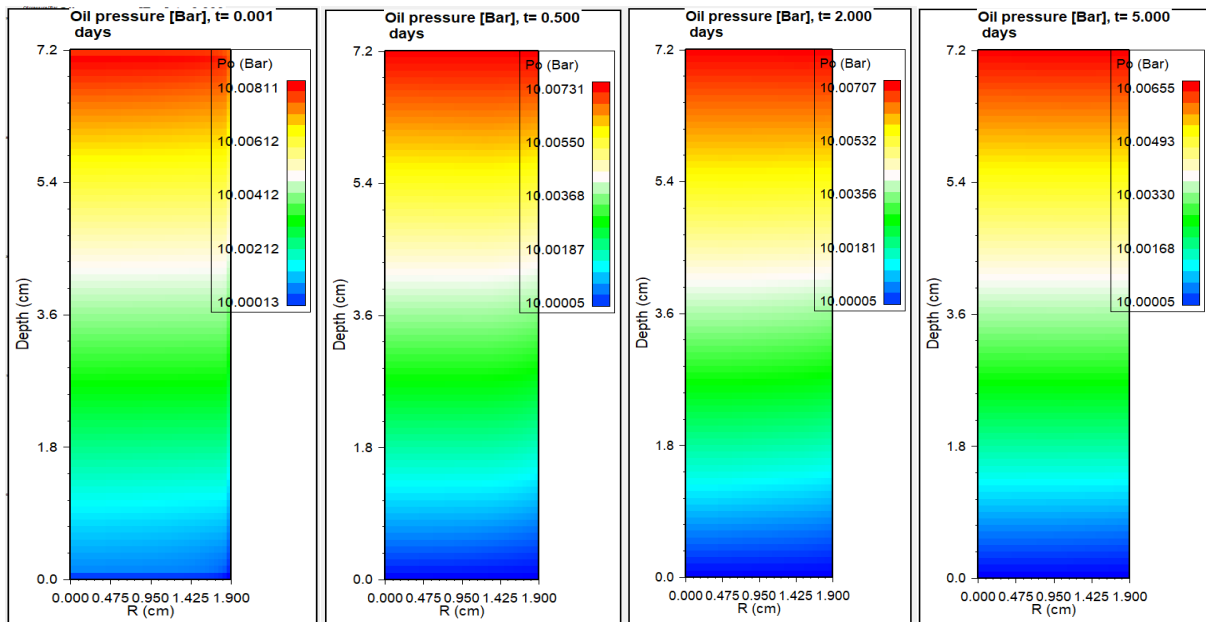 Oil pressure [Bar], t= 0.001
days
Po (Bar)
10.00811
10.00612
10.00412
10.00212
10.00013
7.2
5.4
3.6
1.8
0.0
Depth (cm)
0.000 0.475 0.950 1.425 1.900
R (cm)
Oil pressure [Bar], t= 0.500
days
Po (Bar)
10.00731
10.00550
10.00368
10.00187
10.00005
7.2
5.4
3.6
1.8
0.0
Depth (cm)
0.000 0.475 0.950 1.425 1.900
R (cm)
Oil pressure [Bar], t= 2.000
days
Po (Bar)
10.00707
10.00532
10.00356
10.00181
10.00005
7.2
5.4
3.6
1.8
0.0
Depth (cm)
0.000 0.475 0.950 1.425 1.900
R (cm)
Oil pressure [Bar], t= 5.000
days
Po (Bar)
10.00655
10.00493
10.00330
10.00168
10.00005
7.2
5.4
3.6
1.8
0.0
Depth (cm)
0.000 0.475 0.950 1.425 1.900
R (cm)